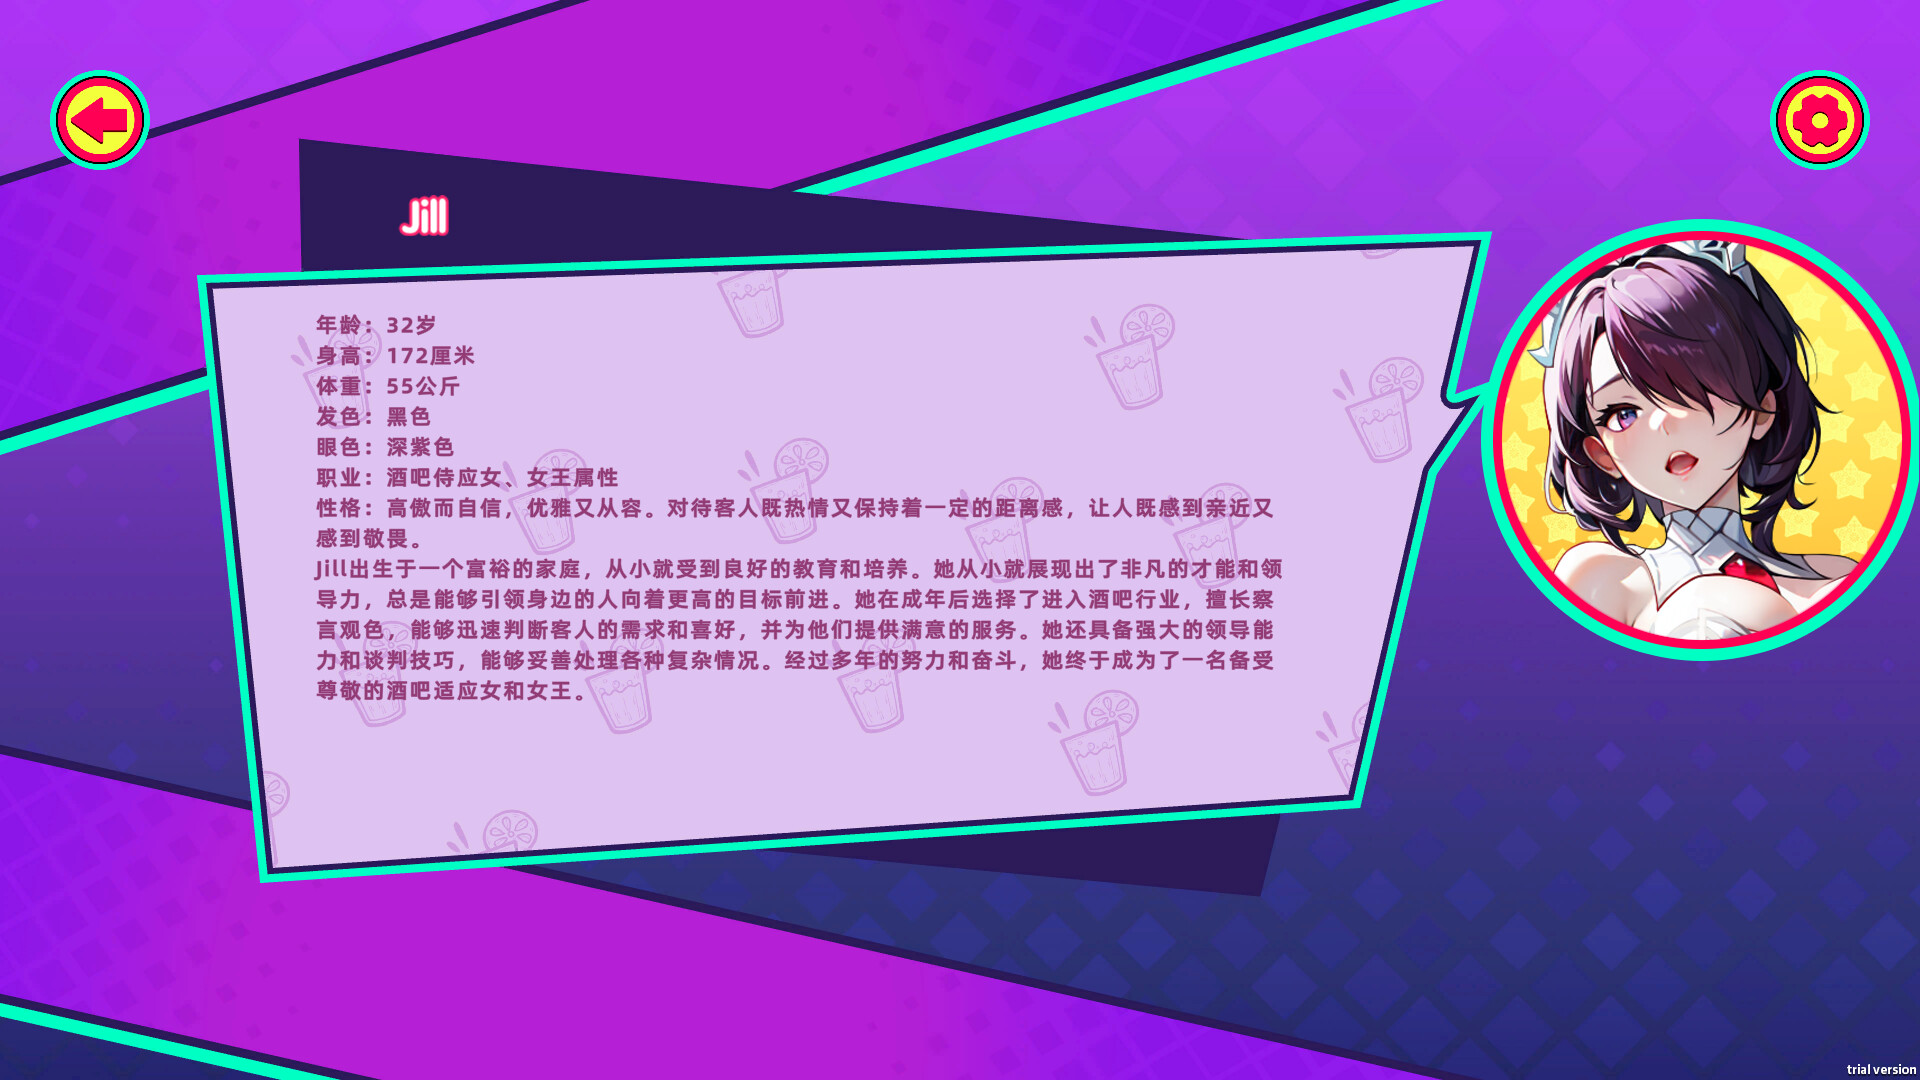 Jill
年龄：32岁
身高：172厘米
体重：55公斤
发色：黑色
眼色：深紫色
职业：酒吧侍应女、女王属性
性格：高傲而自信，优雅又从容。对待客人既热情又保持着一定的距离感，让人既感到亲近又
感到敬畏。
Jill出生于一个富裕的家庭，从小就受到良好的教育和培养。她从小就展现出了非凡的才能和领
导力，总是能够引领身边的人向着更高的目标前进。她在成年后选择了进入酒吧行业，擅长察
言观色，能够迅速判断客人的需求和喜好，并为他们提供满意的服务。她还具备强大的领导能
力和谈判技巧，能够妥善处理各种复杂情况。经过多年的努力和奋斗，她终于成为了一名备受
尊敬的酒吧适应女和女王。
trial version